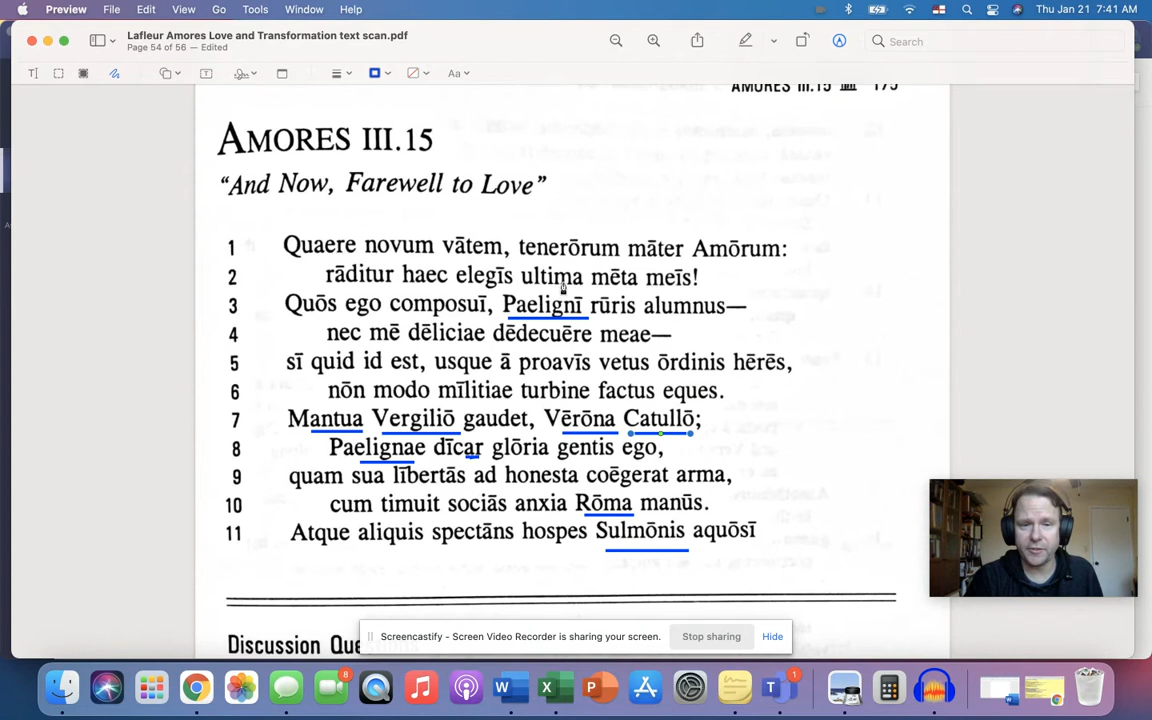 Preview File Edit View Go Tools Window Help Thu Jan 21 7:41 AM
Lafleur Amores Love and Transformation text scan.pdf
Page 54 of 56 — Edited
Search
Aa
AMORES III.15 175
AMORES III.15
“And Now, Farewell to Love”
1 Quaere novum vātem, tenerōrum māter Amōrum:
2 rāditur haec elegīs ultima mēta meīs!
3 Quōs ego composuī, Paelignī rūris alumnus—
4 nec mē dēliciae dēdecuēre meae—
5 sī quid id est, usque ā proavīs vetus ōrdinis hērēs,
6 nōn modo mīlitiae turbine factus eques.
7 Mantua Vergiliō gaudet, Vērōna Catullō;
8 Paelignae dīcar glōria gentis ego,
9 quam sua lībertās ad honesta coēgerat arma,
10 cum timuit sociās anxia Rōma manūs.
11 Atque aliquis spectāns hospes Sulmōnis aquōsī
Discussion Que
Screencastify - Screen Video Recorder is sharing your screen. Stop sharing Hide
8
1